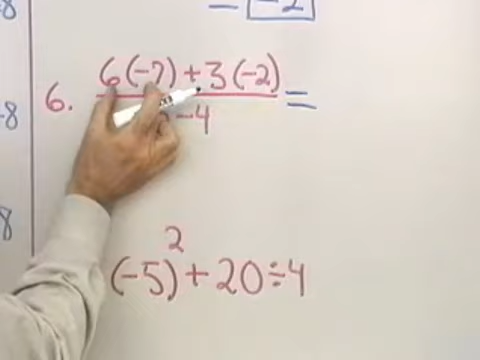 = -2
-8
6. 6(-7)+3(-2) =
-4
-8
8
(-5)² + 20÷4